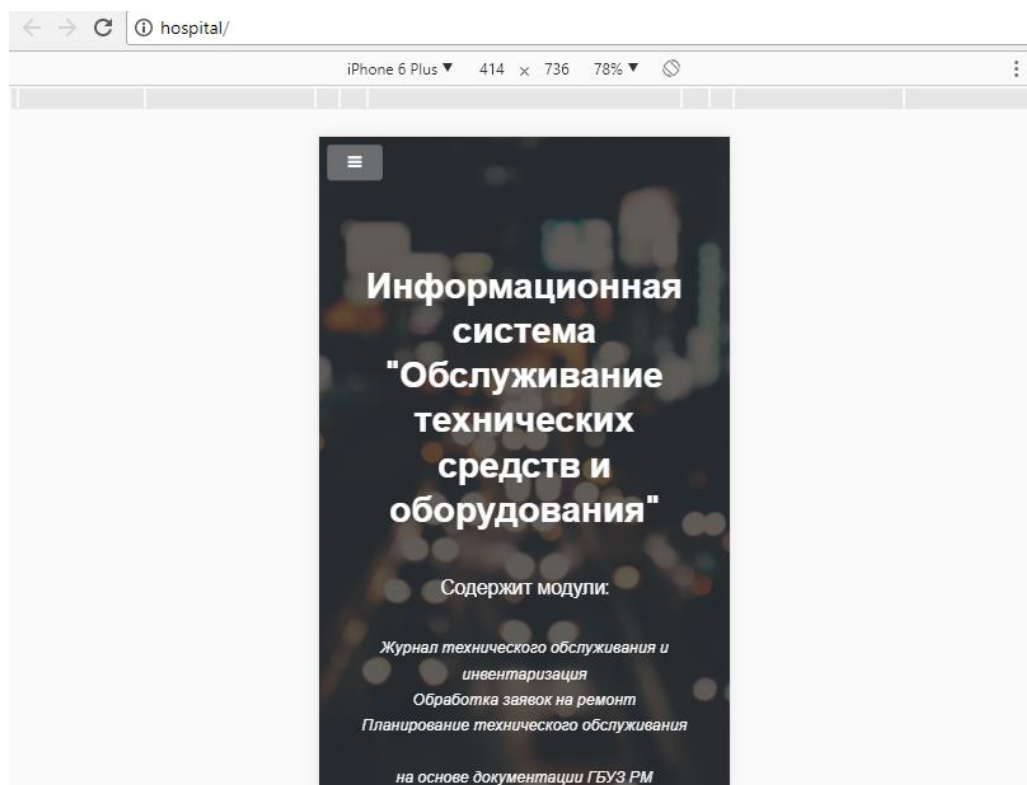 hospital/
iPhone 6 Plus ▼ 414 × 736 78% ▼
Информационная
система
"Обслуживание
технических
средств и
оборудования"
Содержит модули:
Журнал технического обслуживания и
инвентаризация
Обработка заявок на ремонт
Планирование технического обслуживания
на основе документации ГБУЗ РМ